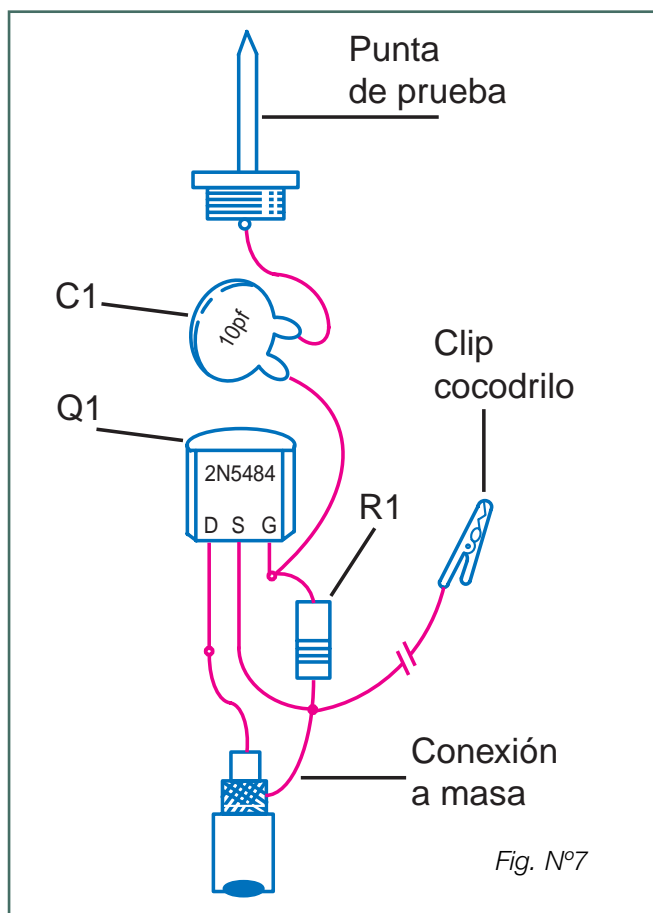 Punta
de prueba
C1
10pf
Clip
cocodrilo
Q1
2N5484
D S G
R1
Conexión
a masa
Fig. Nº7